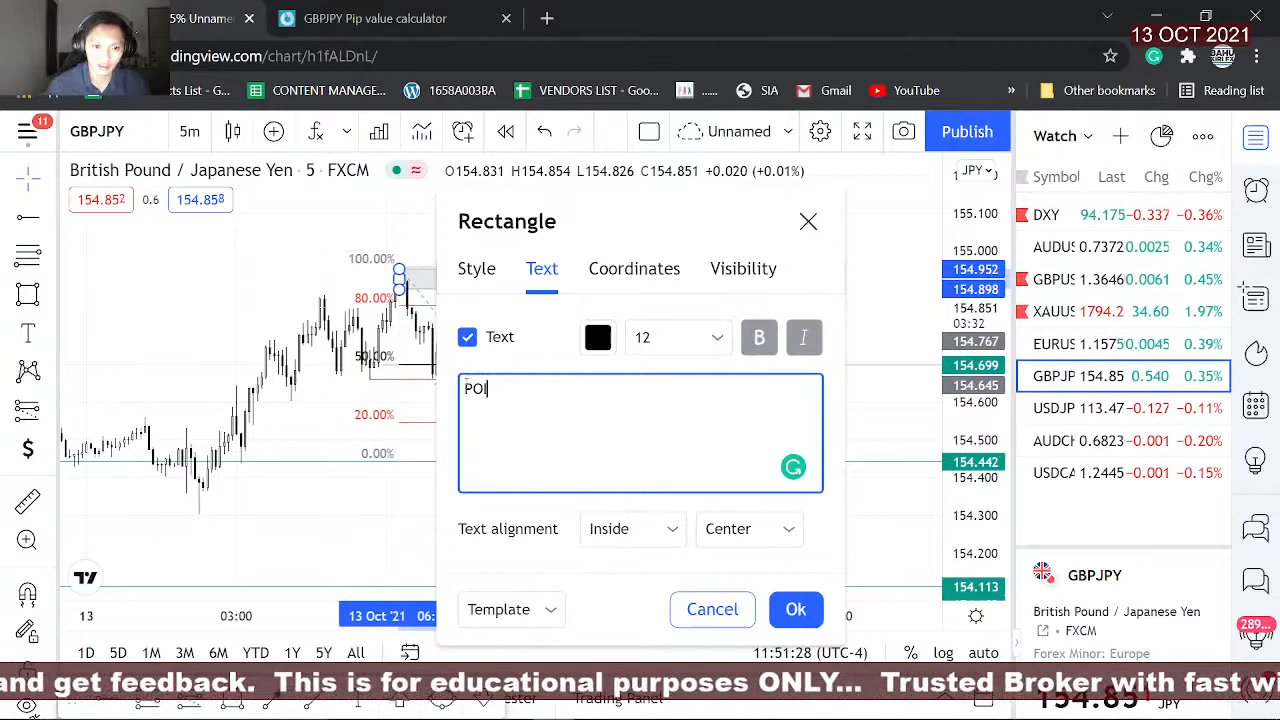 5% Unnamed
GBPJPY Pip value calculator
13 OCT 2021
dingview.com/chart/h1fALDnL/
cts List - G...
CONTENT MANAGE...
16590003BA
VENDORS LIST - Goo...
......
SIA
Gmail
YouTube
»
Other bookmarks
Reading list
11
GBPJPY
5m
Unnamed
Publish
Watch
British Pound / Japanese Yen · 5 · FXCM
O154.831 H154.854 L154.826 C154.851 +0.020 (+0.01%)
JPY
154.852
0.6
154.858
Symbol Last Chg Chg%
DXY 94.175 −0.337 −0.36%
AUDUS 0.7372 0.0025 0.34%
GBPUS 1.3646 0.0061 0.45%
XAUUS 1794.2 34.60 1.97%
EURUS 1.1575 0.0045 0.39%
GBPJP 154.85 0.540 0.35%
USDJP 113.47 −0.127 −0.11%
AUDCH 0.6823 −0.001 −0.20%
USDCA 1.2445 −0.001 −0.15%
100.00%
80.00%
50.00%
20.00%
0.00%
Rectangle
Style Text Coordinates Visibility
Text
12
B
I
POI
Text alignment
Inside
Center
Template
Cancel
Ok
155.100
155.000
154.952
154.898
154.851
03:32
154.767
154.699
154.645
154.600
154.500
154.442
154.400
154.300
154.200
154.113
13
03:00
13 Oct '21
1D 5D 1M 3M 6M YTD 1Y 5Y All
11:51:28 (UTC-4)
% log auto
GBPJPY
British Pound / Japanese Yen
FXCM
Forex Minor: Europe
154.85 JPY
289...
and get feedback. This is for educational purposes ONLY... Trusted Broker with fast wi
Trading Panel